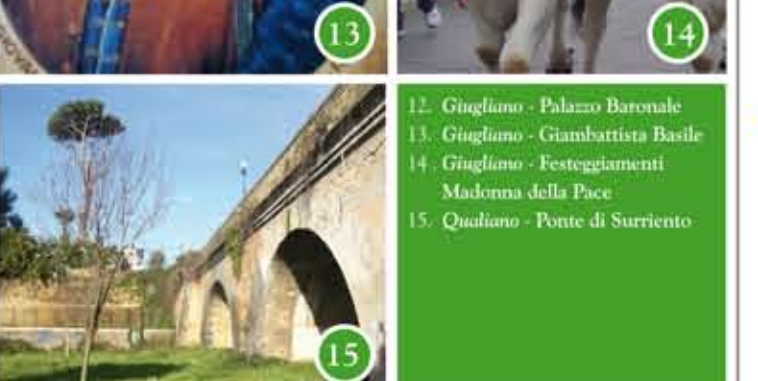 13
14
12. Giugliano - Palazzo Baronale
13. Giugliano - Giambattista Basile
14. Giugliano - Festeggiamenti
Madonna della Pace
15. Qualiano - Ponte di Surriento
15